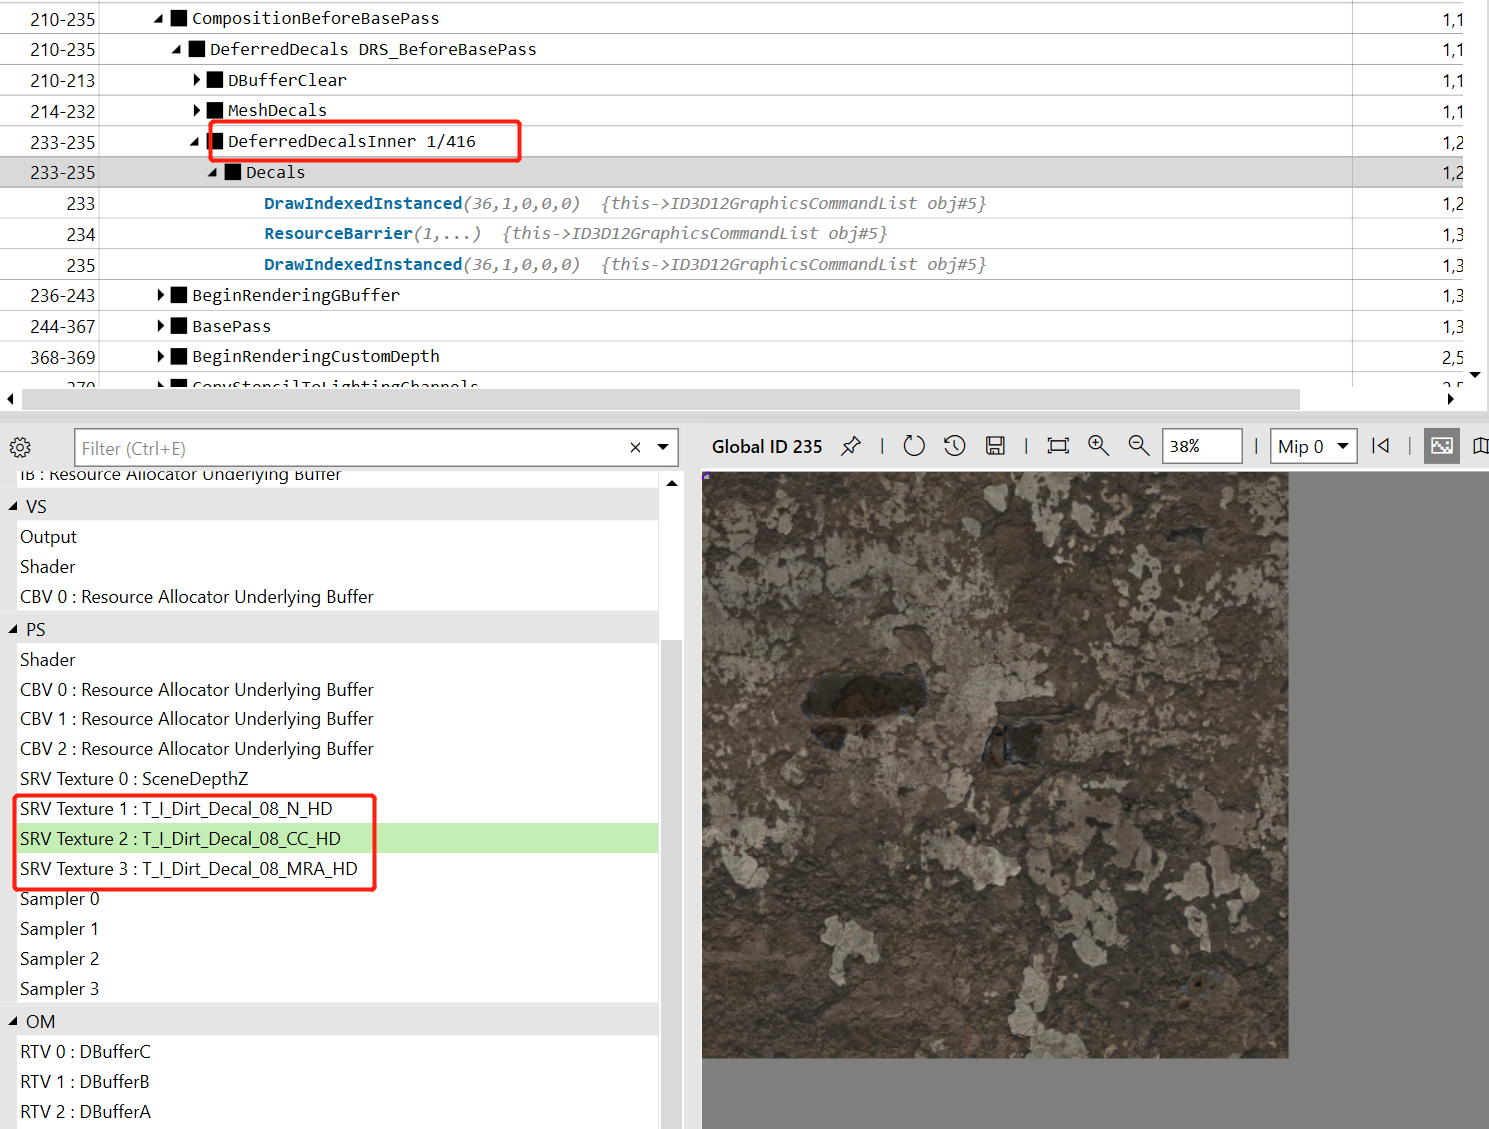 210-235 CompositionBeforeBasePass 1,1
210-235 DeferredDecals DRS_BeforeBasePass 1,1
210-213 DBufferClear 1,1
214-232 MeshDecals 1,1
233-235 DeferredDecalsInner 1/416 1,2
233-235 Decals 1,2
233 DrawIndexedInstanced(36,1,0,0,0) {this->ID3D12GraphicsCommandList obj#5} 1,2
234 ResourceBarrier(1,...) {this->ID3D12GraphicsCommandList obj#5} 1,3
235 DrawIndexedInstanced(36,1,0,0,0) {this->ID3D12GraphicsCommandList obj#5} 1,3
236-243 BeginRenderingGBuffer 1,3
244-367 BasePass 1,3
368-369 BeginRenderingCustomDepth 2,5
370 CopyStencilToLightingChannels 2,5
Filter (Ctrl+E)
Global ID 235 38% Mip 0
IB : Resource Allocator Underlying Buffer
VS
Output
Shader
CBV 0 : Resource Allocator Underlying Buffer
PS
Shader
CBV 0 : Resource Allocator Underlying Buffer
CBV 1 : Resource Allocator Underlying Buffer
CBV 2 : Resource Allocator Underlying Buffer
SRV Texture 0 : SceneDepthZ
SRV Texture 1 : T_I_Dirt_Decal_08_N_HD
SRV Texture 2 : T_I_Dirt_Decal_08_CC_HD
SRV Texture 3 : T_I_Dirt_Decal_08_MRA_HD
Sampler 0
Sampler 1
Sampler 2
Sampler 3
OM
RTV 0 : DBufferC
RTV 1 : DBufferB
RTV 2 : DBufferA